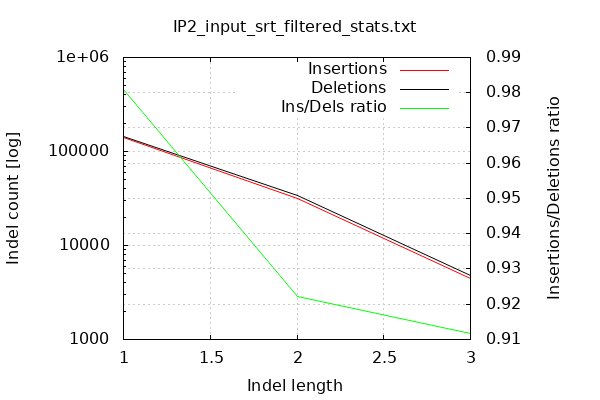 IP2_input_srt_filtered_stats.txt
Insertions
Deletions
Ins/Dels ratio
Indel count [log]
1e+06
100000
10000
1000
0.99
0.98
0.97
0.96
0.95
0.94
0.93
0.92
0.91
Insertions/Deletions ratio
1 1.5 2 2.5 3
Indel length